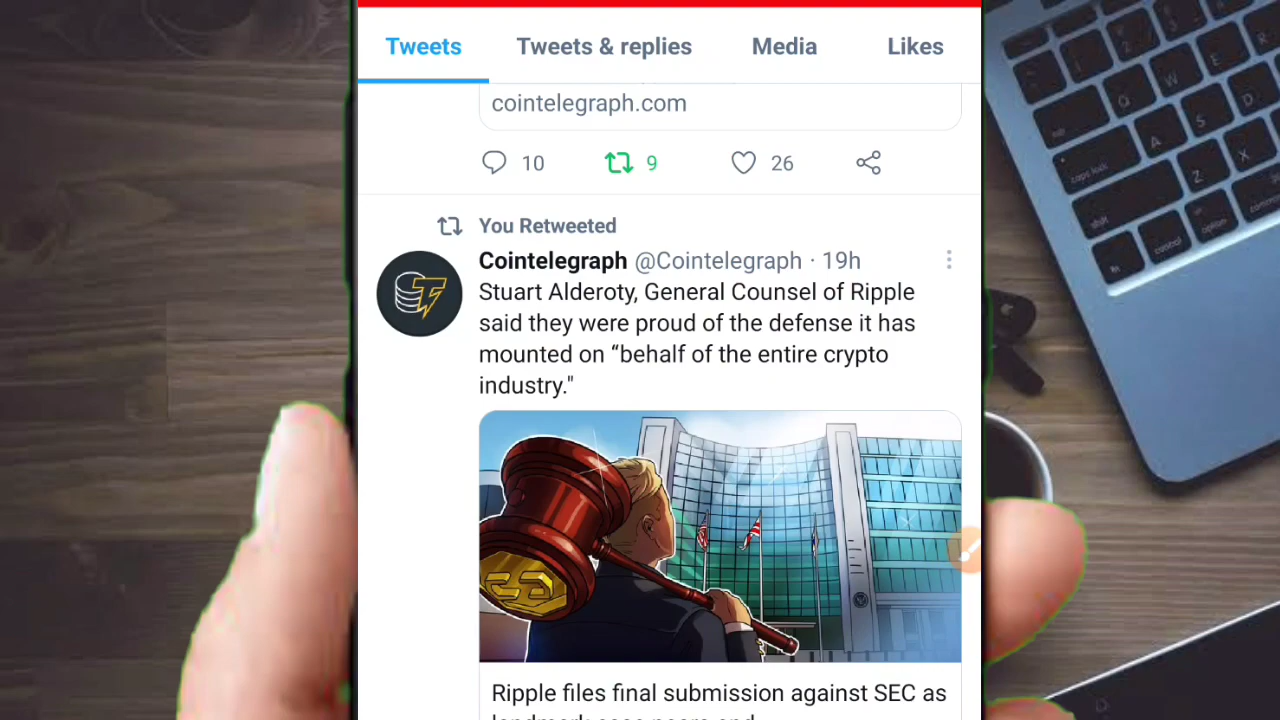 Tweets Tweets & replies Media Likes
cointelegraph.com
10 9 26
You Retweeted
Cointelegraph @Cointelegraph · 19h
Stuart Alderoty, General Counsel of Ripple
said they were proud of the defense it has
mounted on “behalf of the entire crypto
industry."
Ripple files final submission against SEC as